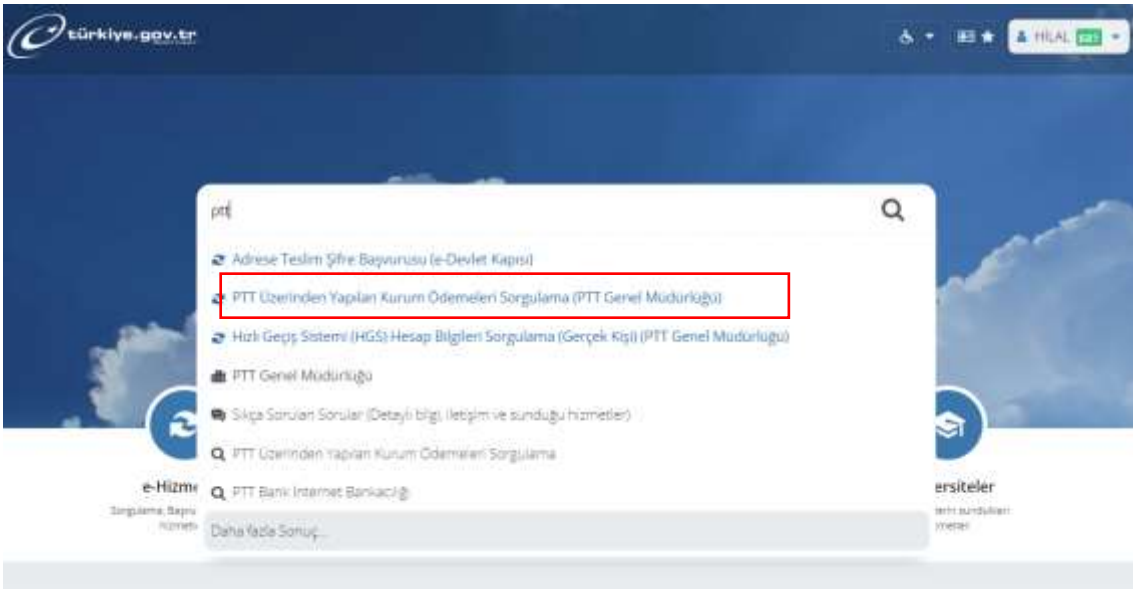 türkiye.gov.tr
HİLAL
ptt
Adrese Teslim Şifre Başvurusu (e-Devlet Kapısı)
PTT Üzerinden Yapılan Kurum Ödemeleri Sorgulama (PTT Genel Müdürlüğü)
Hızlı Geçiş Sistemi (HGS) Hesap Bilgileri Sorgulama (Gerçek Kişi) (PTT Genel Müdürlüğü)
PTT Genel Müdürlüğü
Sıkça Sorulan Sorular (Detaylı bilgi, iletişim ve sunduğu hizmetler)
PTT Üzerinden Yapılan Kurum Ödemeleri Sorgulama
PTT Bank İnternet Bankacılığı
Daha fazla Sonuç...
e-Hizm
ersiteler
Sorgulama, Başvu
sundukları